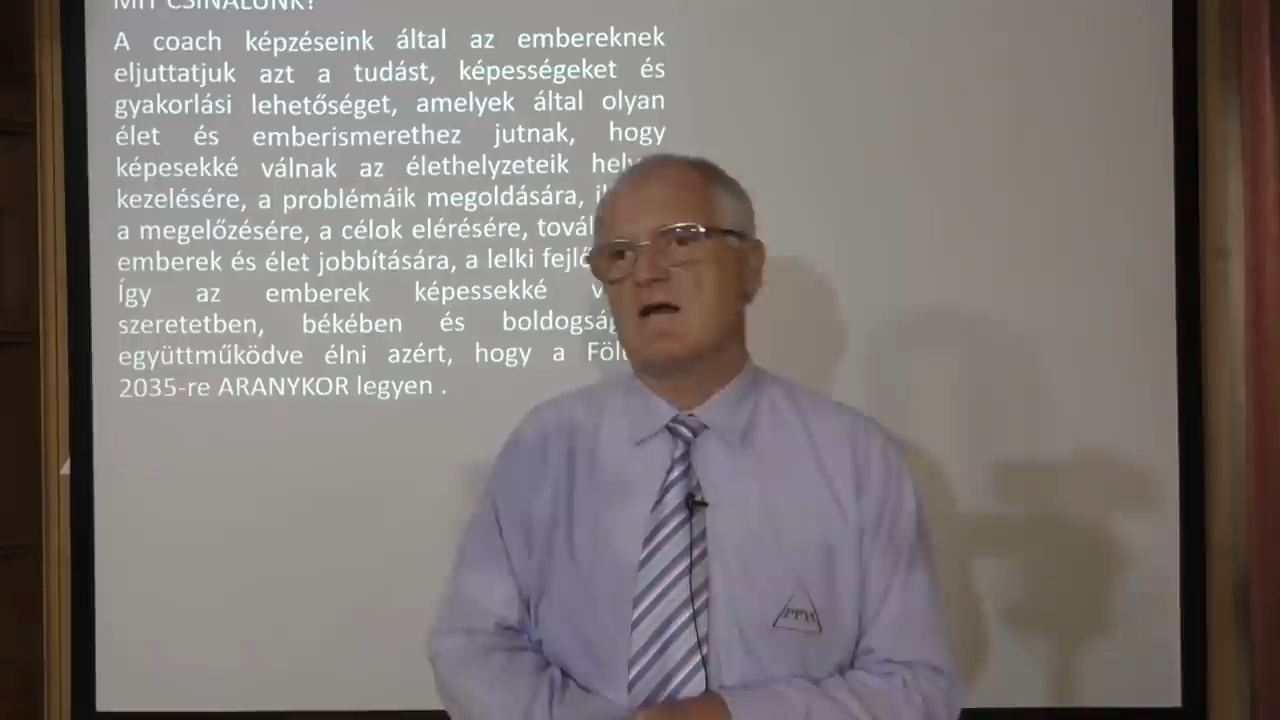 MIT CSINÁLUNK?
A coach képzéseink által az embereknek
eljuttatjuk azt a tudást, képességeket és
gyakorlási lehetőséget, amelyek által olyan
élet és emberismerethez jutnak, hogy
képesekké válnak az élethelyzeteik
kezelésére, a problémáik megoldására,
a megelőzésére, a célok elérésére,
emberek és élet jobbítására, a lelki
Így az emberek képessekké
szeretetben, békében és
együttműködve élni azért, hogy a
2035-re ARANYKOR legyen .